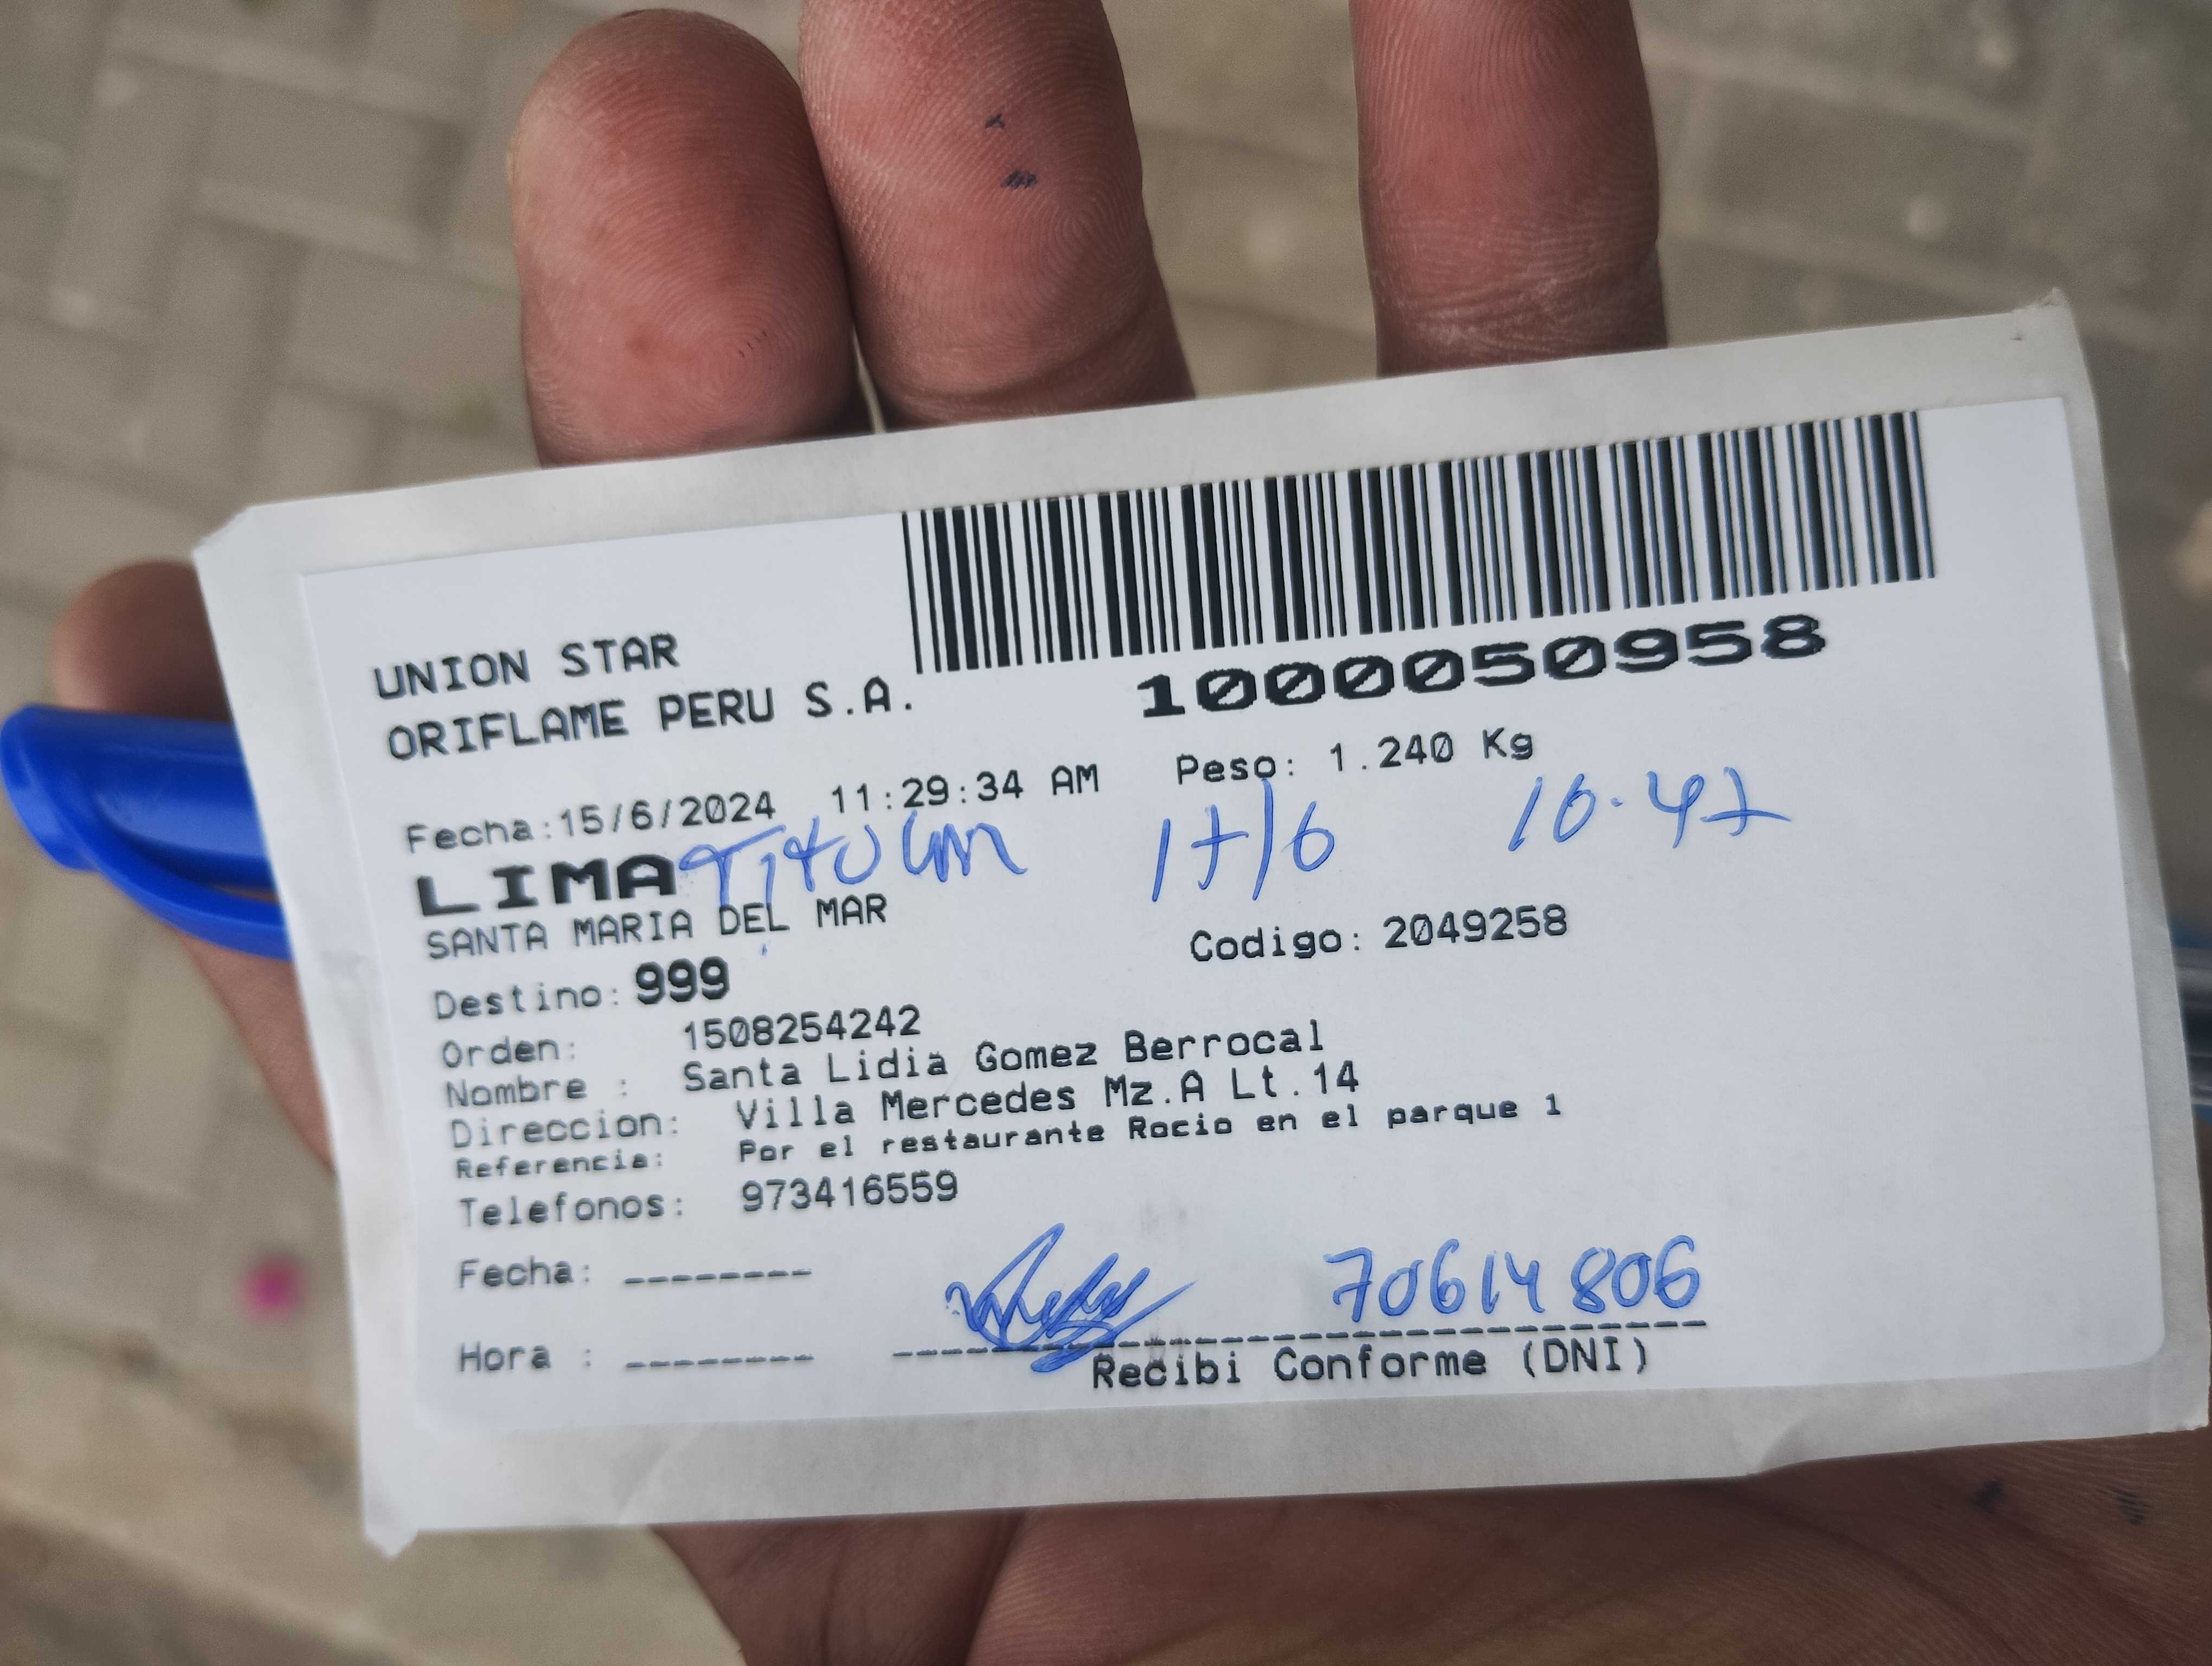 UNION STAR
ORIFLAME PERU S.A.
1000050958
Fecha:15/6/2024 11:29:34 AM Peso: 1.240 Kg
LIMA 17/6 10.47
SANTA MARIA DEL MAR
Codigo: 2049258
Destino: 999
Orden: 1508254242
Nombre : Santa Lidia Gomez Berrocal
Direccion: Villa Mercedes Mz.A Lt.14
Referencia: Por el restaurante Rocio en el parque 1
Telefonos: 973416559
Fecha: --------
70614806
Hora : --------
Recibi Conforme (DNI)